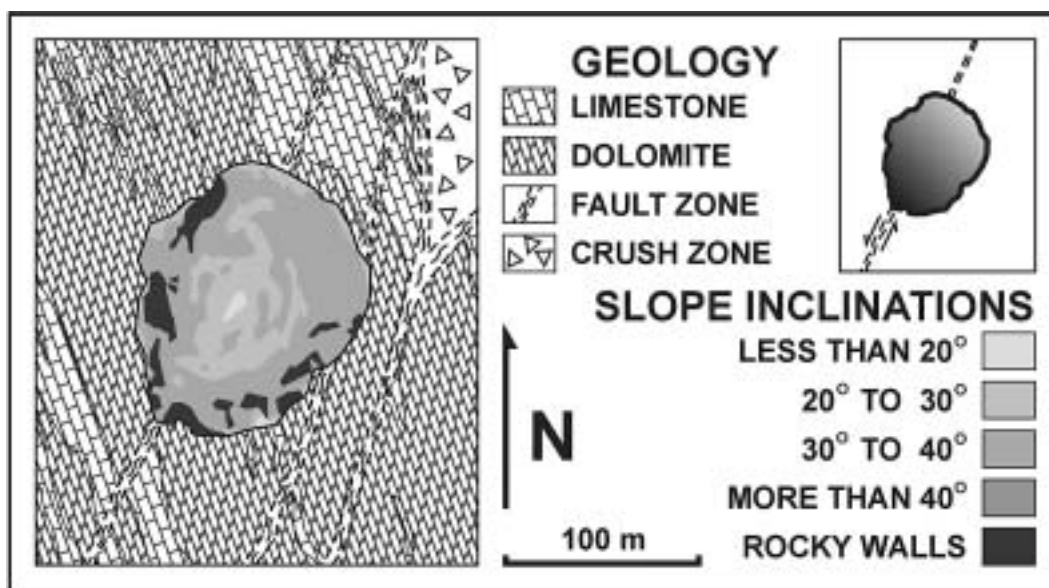 GEOLOGY
LIMESTONE
DOLOMITE
FAULT ZONE
CRUSH ZONE
SLOPE INCLINATIONS
LESS THAN 20°
20° TO 30°
30° TO 40°
MORE THAN 40°
ROCKY WALLS
N
100 m